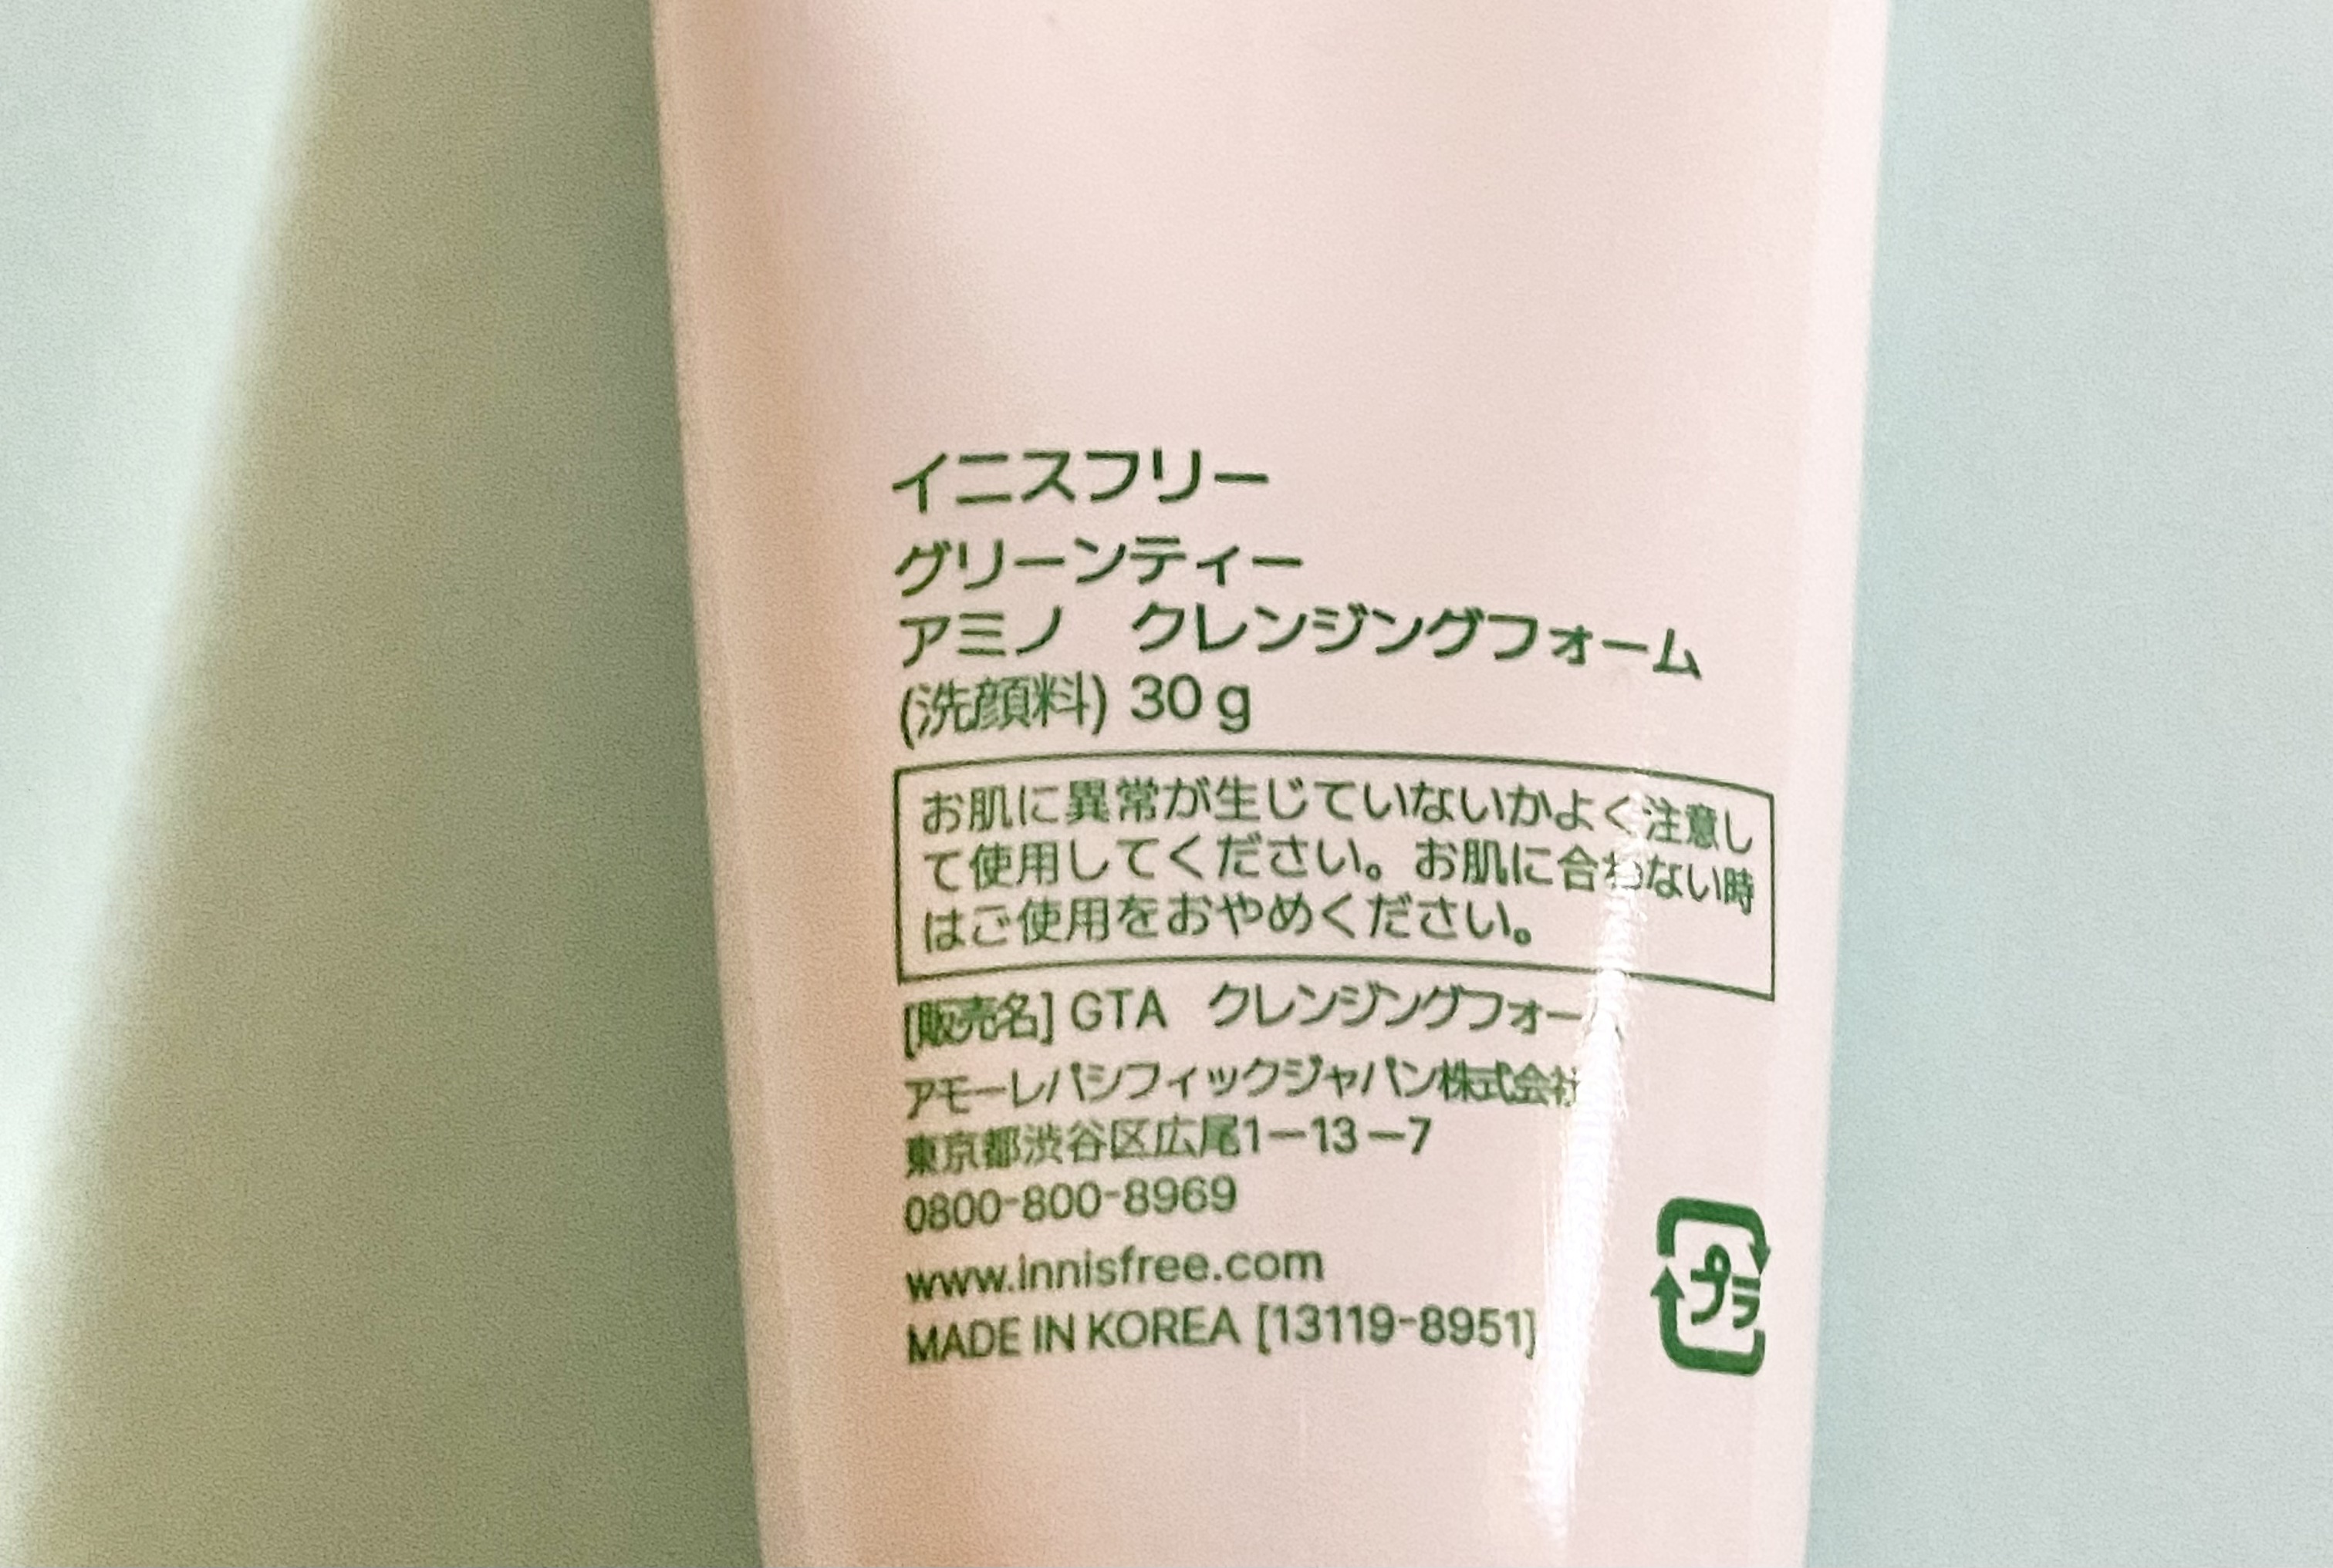 イニスフリー
グリーンティー
アミノ　クレンジングフォーム
(洗顔料) 30 g
お肌に異常が生じていないかよく注意し
て使用してください。お肌に合わない時
はご使用をおやめください。
[販売名] GTA　クレンジングフォー
アモーレパシフィックジャパン株式会社
東京都渋谷区広尾1ー13ー7
0800-800-8969
www.innisfree.com
MADE IN KOREA [13119-8951]
プラ